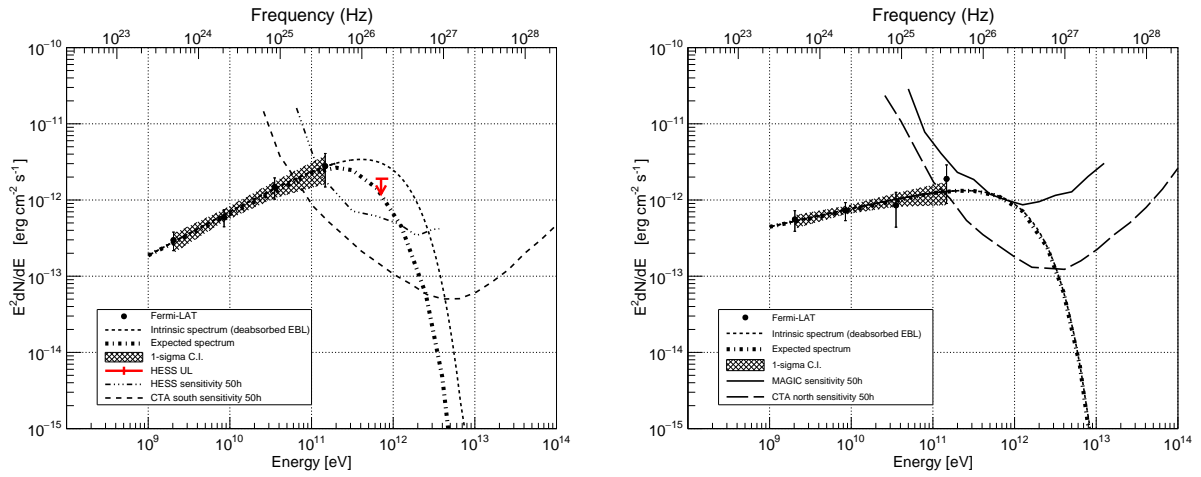 Frequency (Hz)
10^23 10^24 10^25 10^26 10^27 10^28
E^2dN/dE [erg cm^-2 s^-1]
10^-10
10^-11
10^-12
10^-13
10^-14
10^-15
Fermi-LAT
Intrinsic spectrum (deabsorbed EBL)
Expected spectrum
1-sigma C.I.
HESS UL
HESS sensitivity 50h
CTA south sensitivity 50h
10^9 10^10 10^11 10^12 10^13 10^14
Energy [eV]
Frequency (Hz)
10^23 10^24 10^25 10^26 10^27 10^28
E^2dN/dE [erg cm^-2 s^-1]
10^-10
10^-11
10^-12
10^-13
10^-14
10^-15
Fermi-LAT
Intrinsic spectrum (deabsorbed EBL)
Expected spectrum
1-sigma C.I.
MAGIC sensitivity 50h
CTA north sensitivity 50h
10^9 10^10 10^11 10^12 10^13 10^14
Energy [eV]